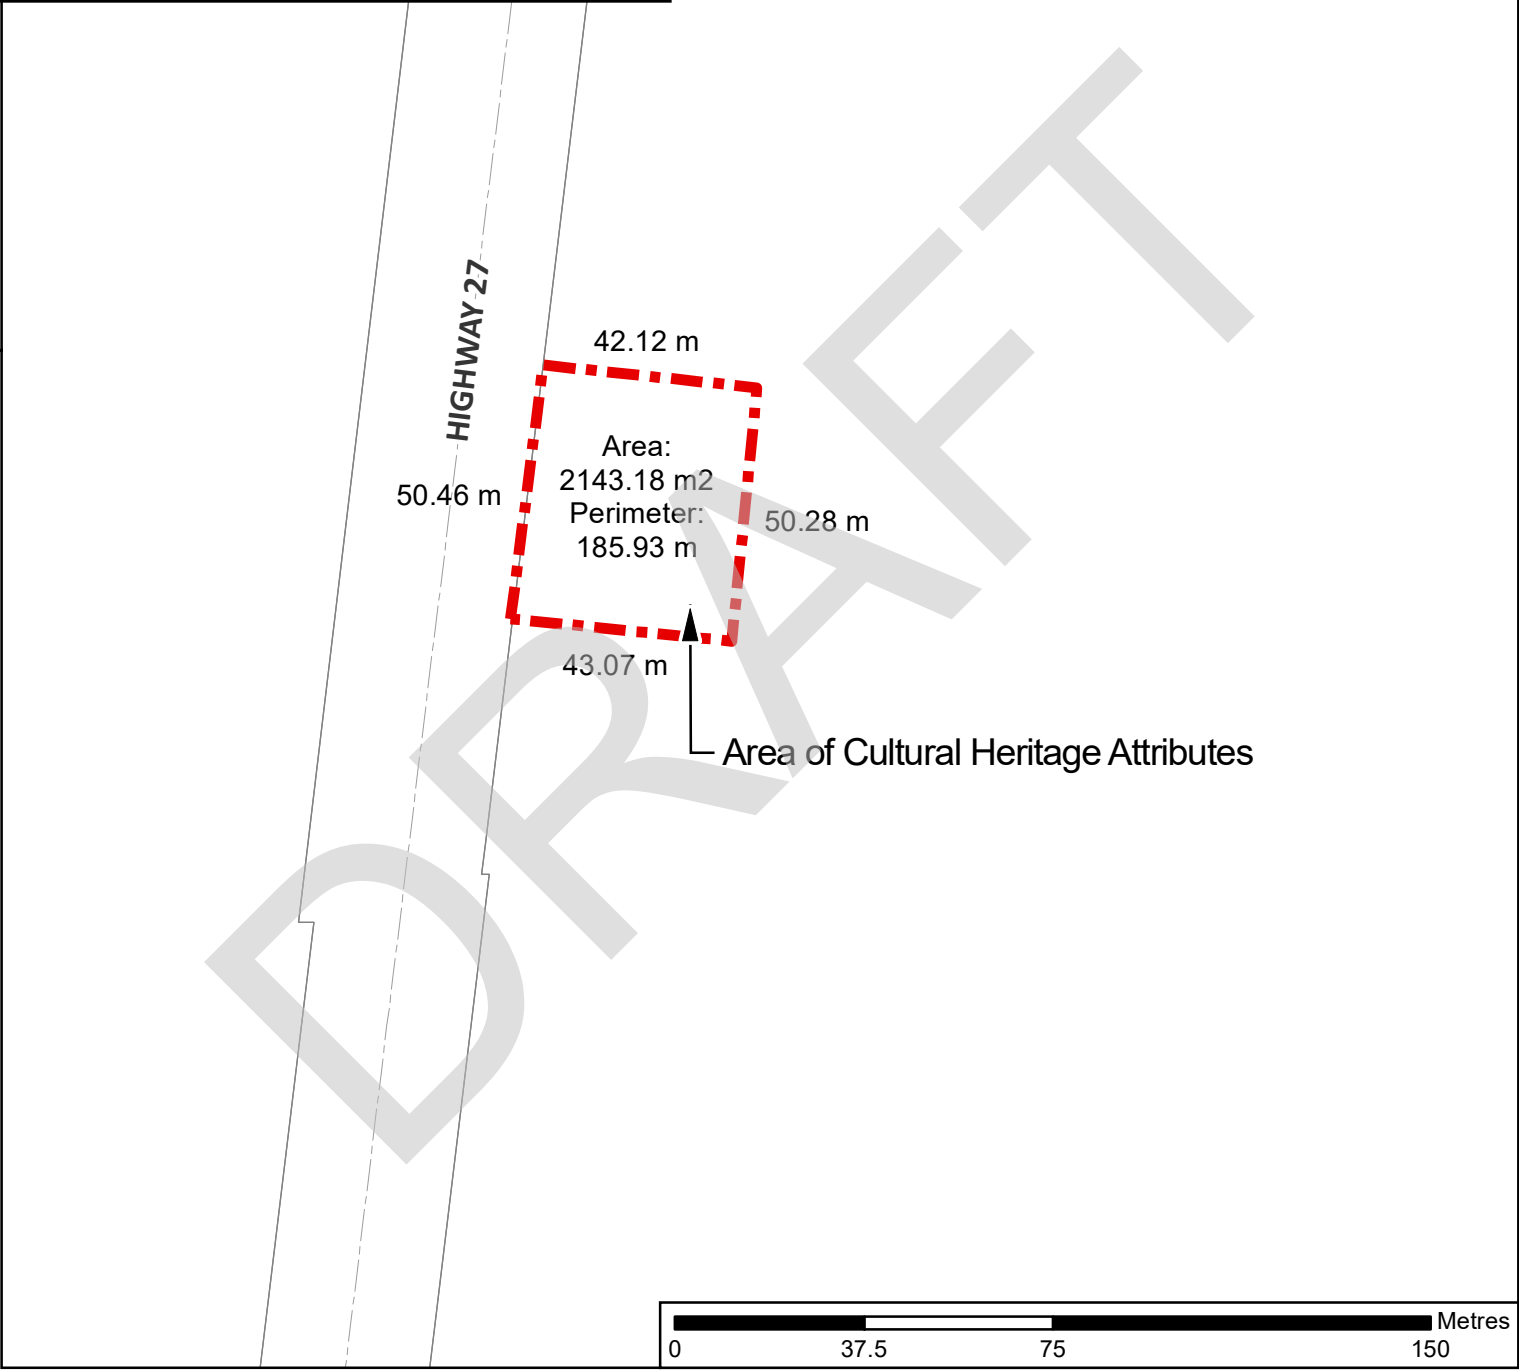 HIGHWAY 27
42.12 m
Area:
2143.18 m2
Perimeter:
185.93 m
50.46 m
50.28 m
43.07 m
Area of Cultural Heritage Attributes
DRAFT
Metres
0 37.5 75 150